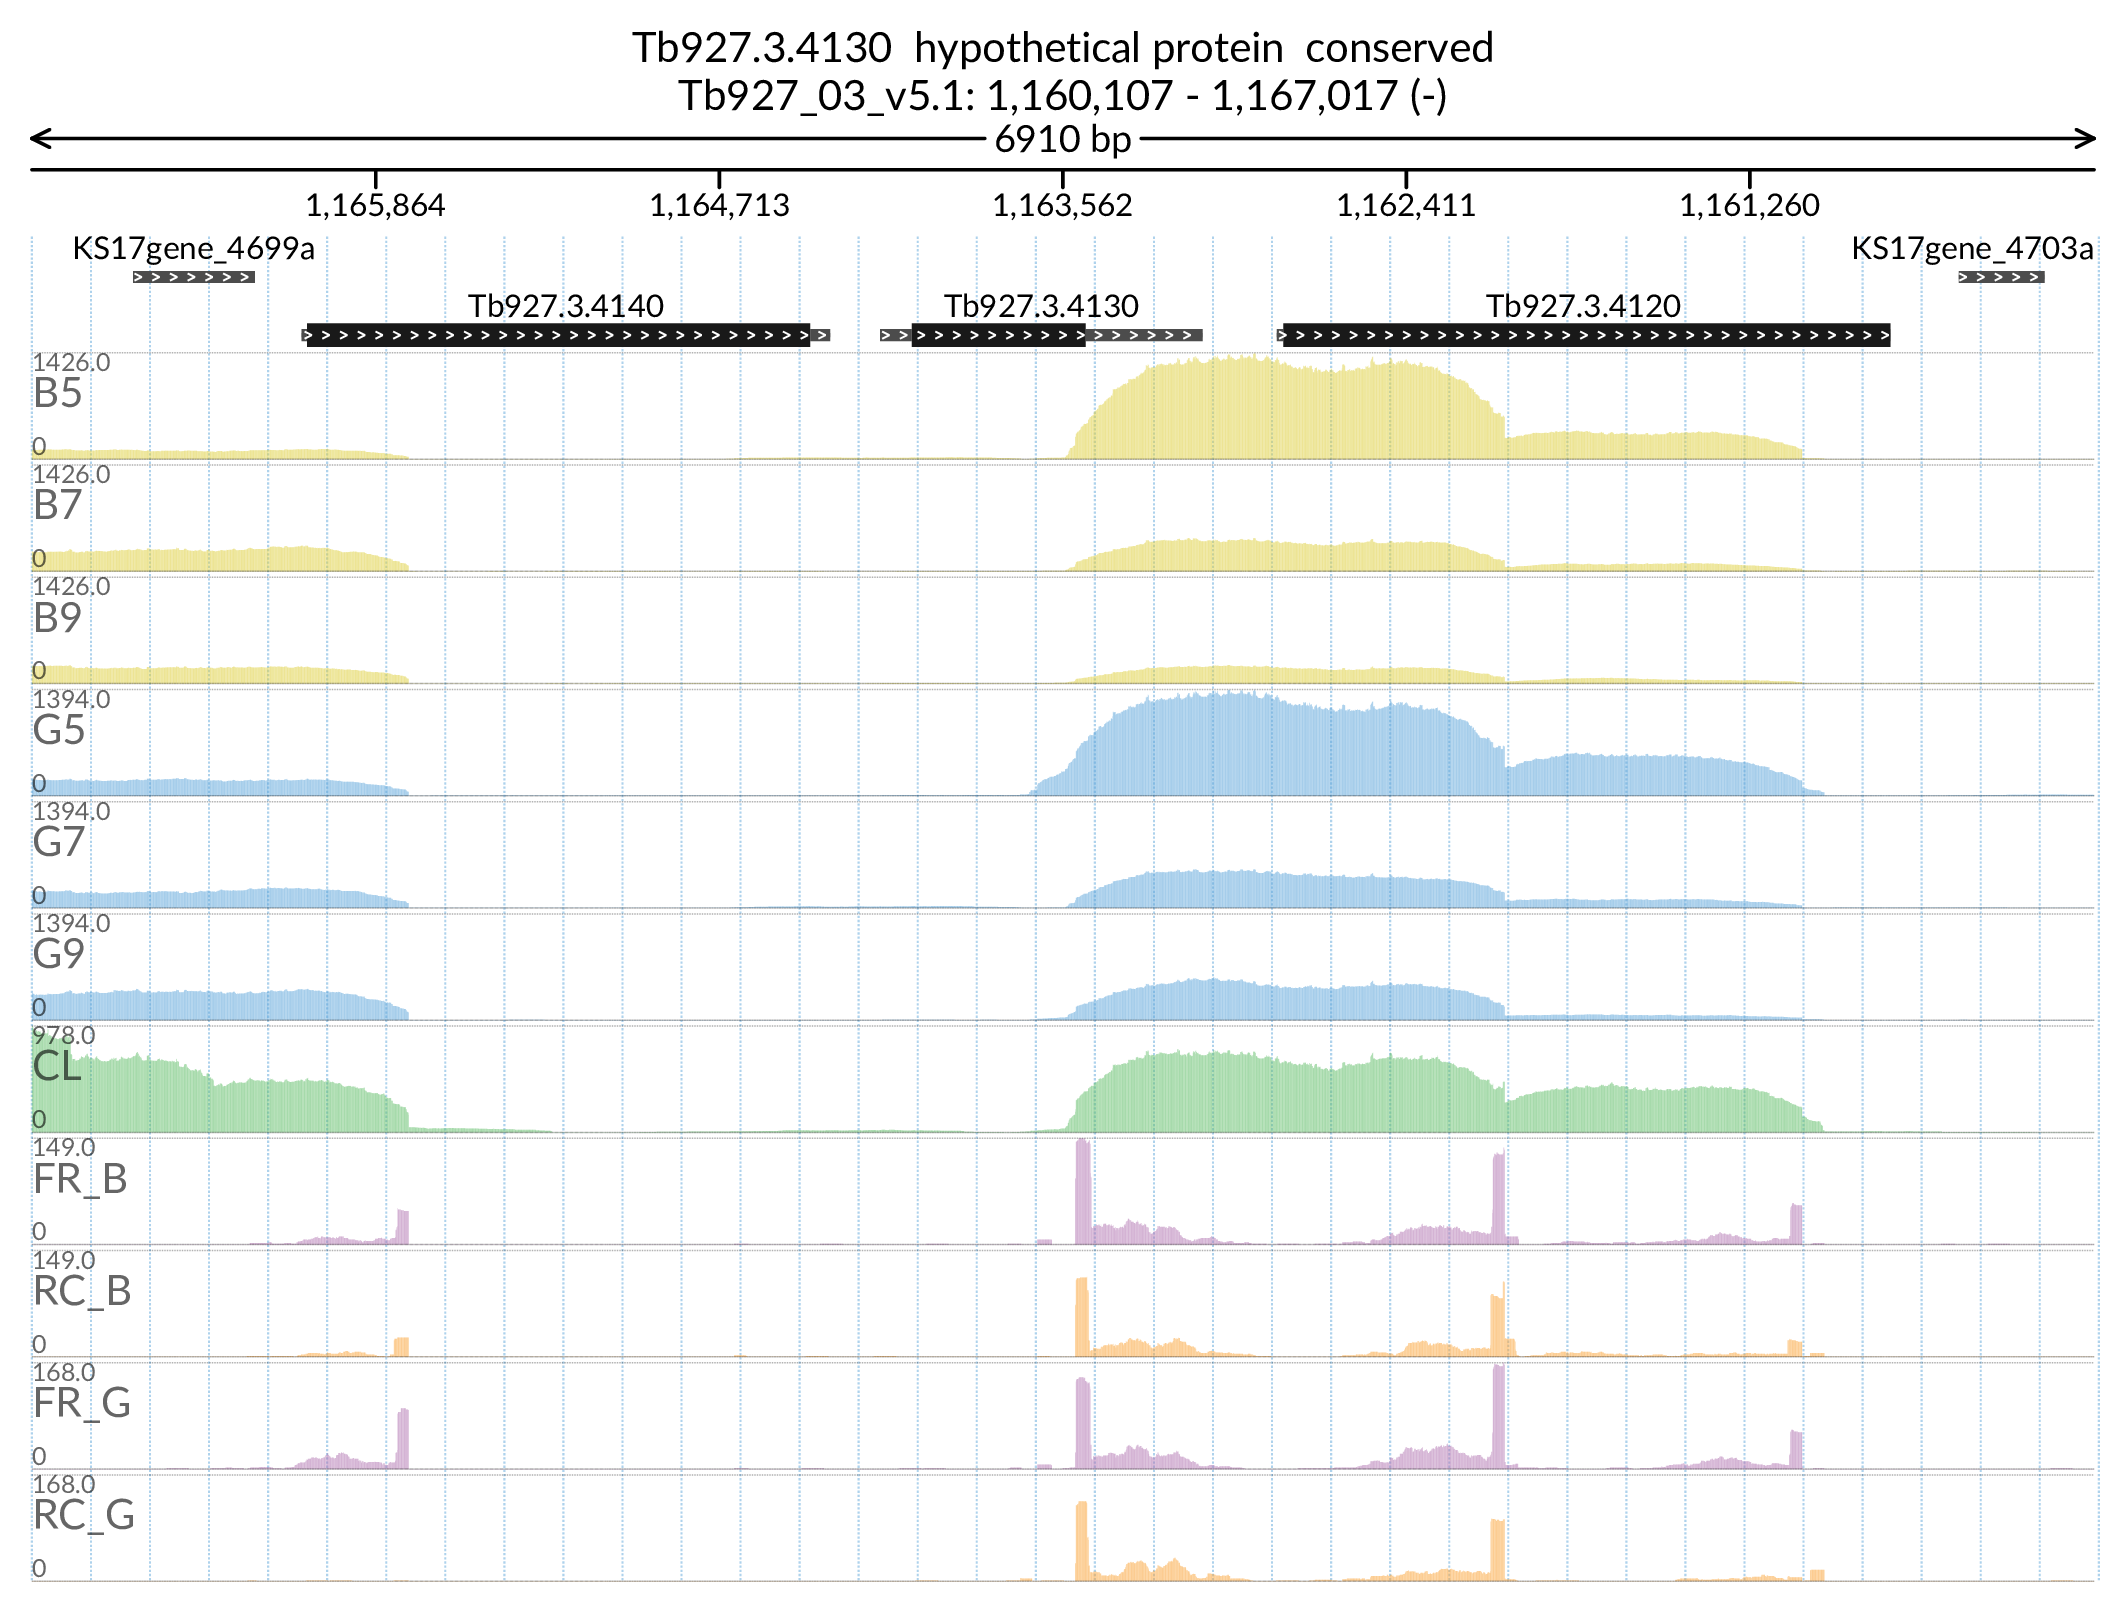 Tb927.3.4130  hypothetical protein  conserved
Tb927_03_v5.1: 1,160,107 - 1,167,017 (-)
6910 bp
1,165,864 1,164,713 1,163,562 1,162,411 1,161,260
KS17gene_4699a KS17gene_4703a
Tb927.3.4140 Tb927.3.4130 Tb927.3.4120
1426.0
B5
0
1426.0
B7
0
1426.0
B9
0
1394.0
G5
0
1394.0
G7
0
1394.0
G9
0
978.0
CL
0
149.0
FR_B
0
149.0
RC_B
0
168.0
FR_G
0
168.0
RC_G
0